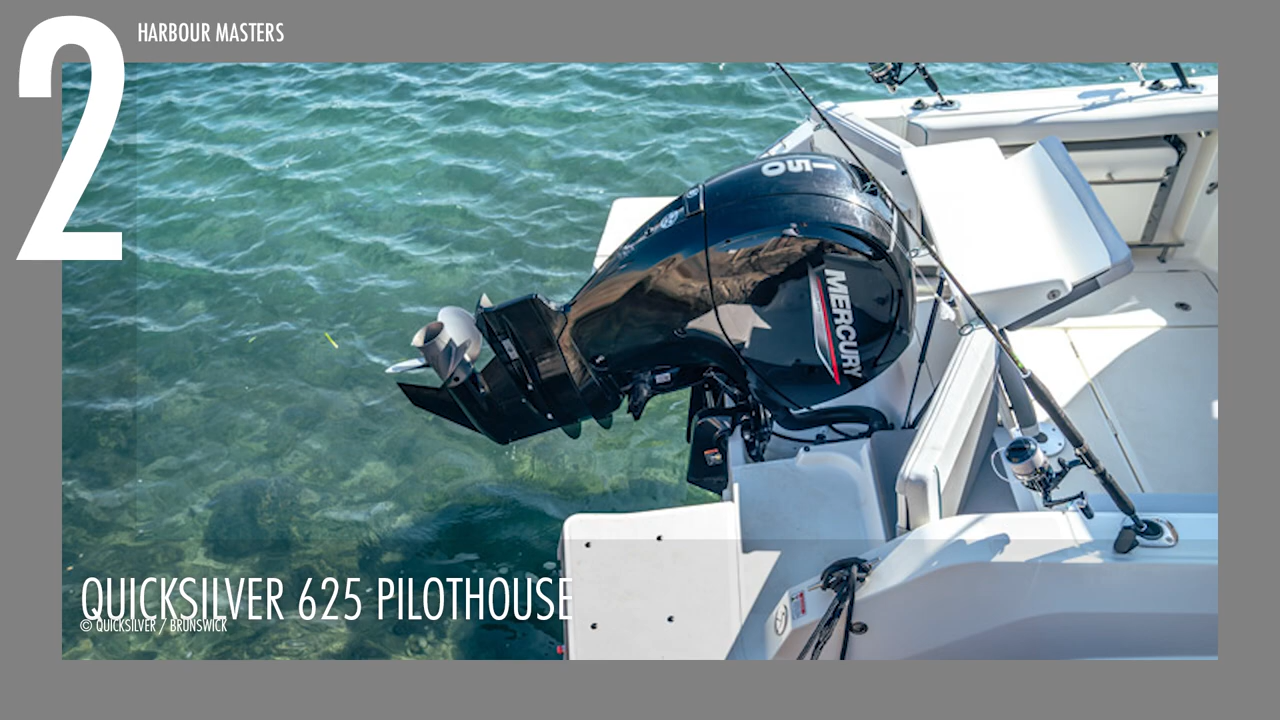 2
HARBOUR MASTERS
150
MERCURY
QUICKSILVER 625 PILOTHOUSE
© QUICKSILVER / BRUNSWICK